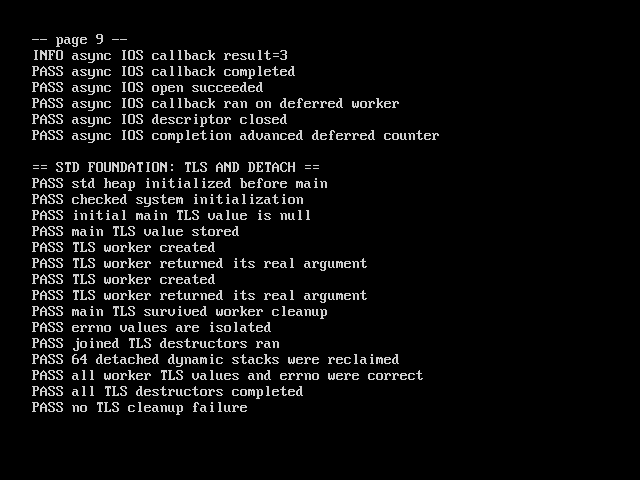 -- page 9 --
INFO async IOS callback result=3
PASS async IOS callback completed
PASS async IOS open succeeded
PASS async IOS callback ran on deferred worker
PASS async IOS descriptor closed
PASS async IOS completion advanced deferred counter
== STD FOUNDATION: TLS AND DETACH ==
PASS std heap initialized before main
PASS checked system initialization
PASS initial main TLS value is null
PASS main TLS value stored
PASS TLS worker created
PASS TLS worker returned its real argument
PASS TLS worker created
PASS TLS worker returned its real argument
PASS main TLS survived worker cleanup
PASS errno values are isolated
PASS joined TLS destructors ran
PASS 64 detached dynamic stacks were reclaimed
PASS all worker TLS values and errno were correct
PASS all TLS destructors completed
PASS no TLS cleanup failure